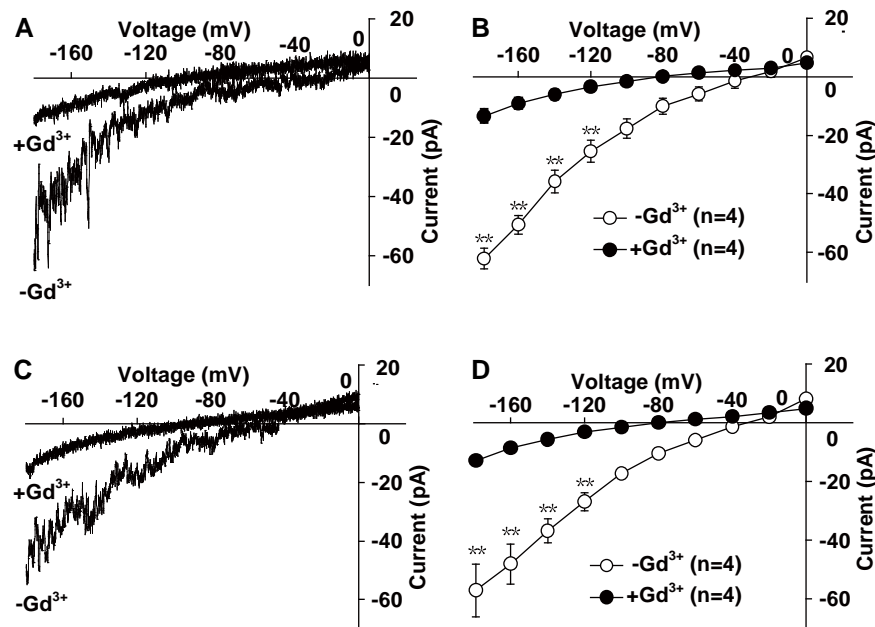 A
Voltage (mV)
-160 -120 -80 -40 0
20
0
-20
-40
-60
Current (pA)
+Gd³⁺
-Gd³⁺
B
Voltage (mV)
-160 -120 -80 -40 0
20
0
-20
-40
-60
Current (pA)
**
**
**
**
-Gd³⁺ (n=4)
+Gd³⁺ (n=4)
C
Voltage (mV)
-160 -120 -80 -40 0
20
0
-20
-40
-60
Current (pA)
+Gd³⁺
-Gd³⁺
D
Voltage (mV)
-160 -120 -80 -40 0
20
0
-20
-40
-60
Current (pA)
**
**
**
**
-Gd³⁺ (n=4)
+Gd³⁺ (n=4)